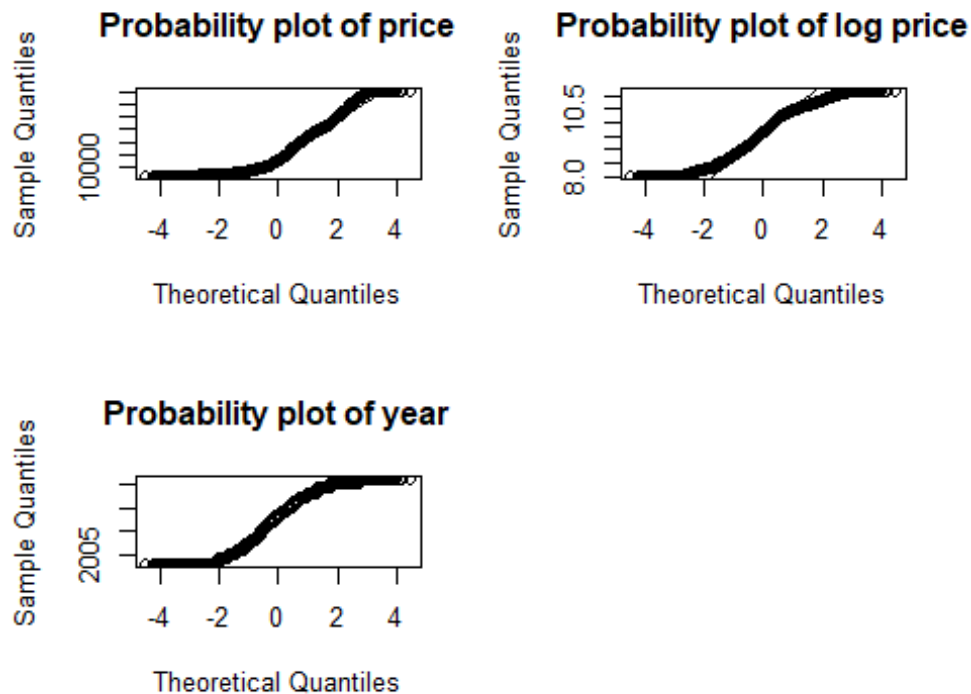 Probability plot of price
Sample Quantiles
10000
-4 -2 0 2 4
Theoretical Quantiles
Probability plot of log price
Sample Quantiles
8.0 10.5
-4 -2 0 2 4
Theoretical Quantiles
Probability plot of year
Sample Quantiles
2005
-4 -2 0 2 4
Theoretical Quantiles